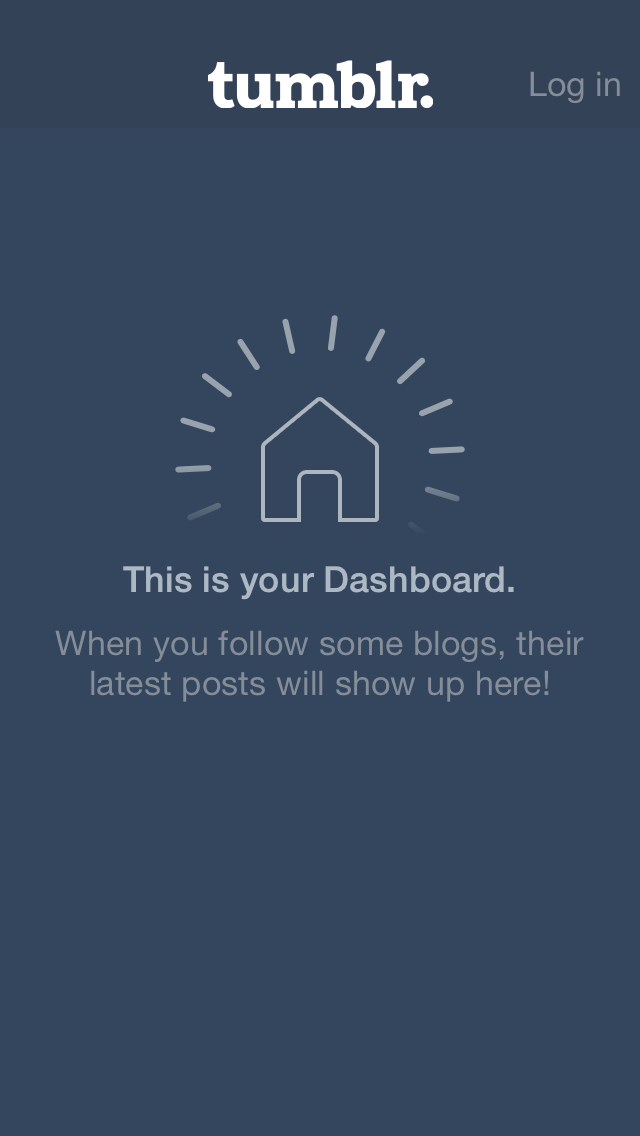 tumblr.
Log in
This is your Dashboard.
When you follow some blogs, their
latest posts will show up here!